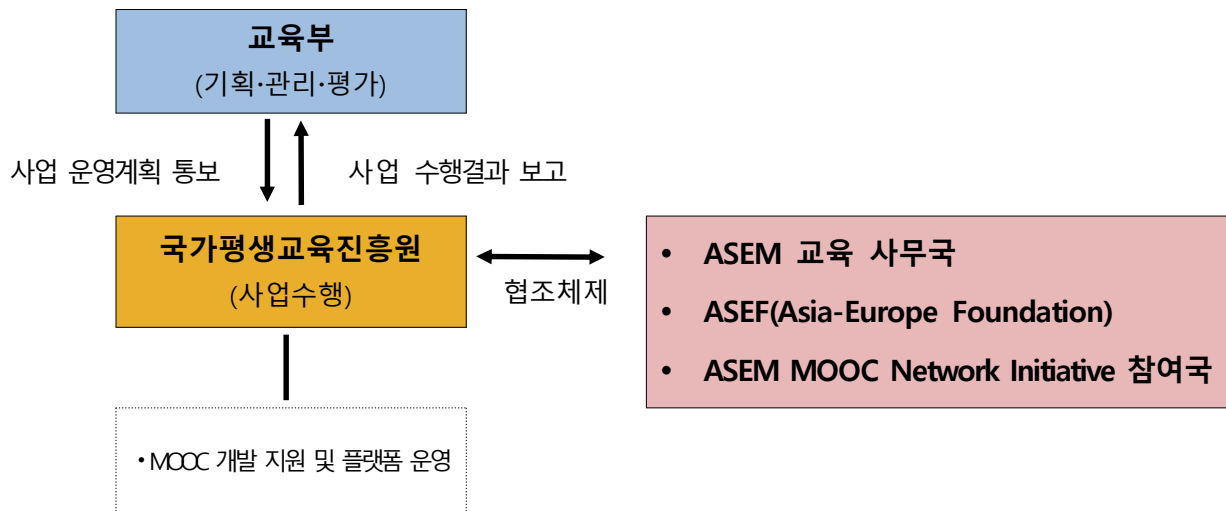 교육부
(기획·관리·평가)
사업 운영계획 통보
사업 수행결과 보고
국가평생교육진흥원
(사업수행)
협조체제
• ASEM 교육 사무국
• ASEF(Asia-Europe Foundation)
• ASEM MOOC Network Initiative 참여국
• MOOC 개발 지원 및 플랫폼 운영